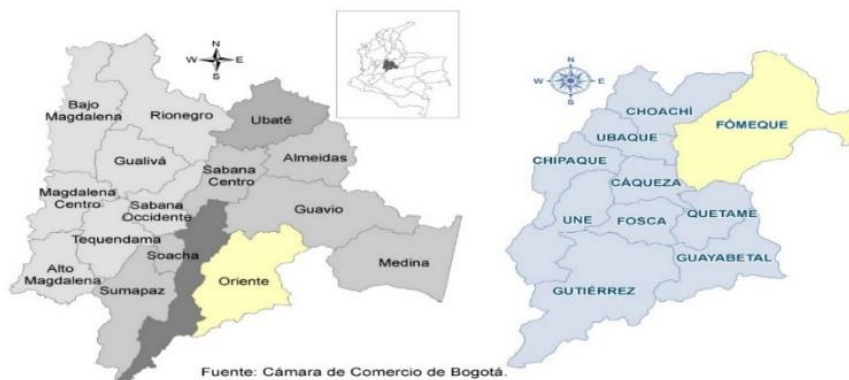 N
W E
S
Bajo
Magdalena
Rionegro
Ubaté
Gualivá
Almeidas
Sabana
Centro
Magdalena
Centro
Sabana
Occidente
Guavio
Tequendama
Soacha
Alto
Magdalena
Sumapaz
Oriente
Medina
Fuente: Cámara de Comercio de Bogotá.
N
W E
S
CHOACHÍ
FÓMEQUE
UBAQUE
CHIPAQUE
CÁQUEZA
UNE
FOSCA
QUETAME
GUAYABETAL
GUTIÉRREZ